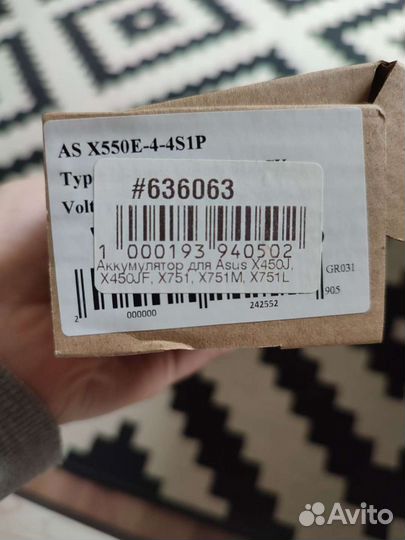 AS X550E-4-4S1P
Typ
Volt
#636063
1 000193 940502
Аккумулятор для Asus X450J,
X450JF, X751, X751M, X751L
GR031
905
242552
2 000000
Avito